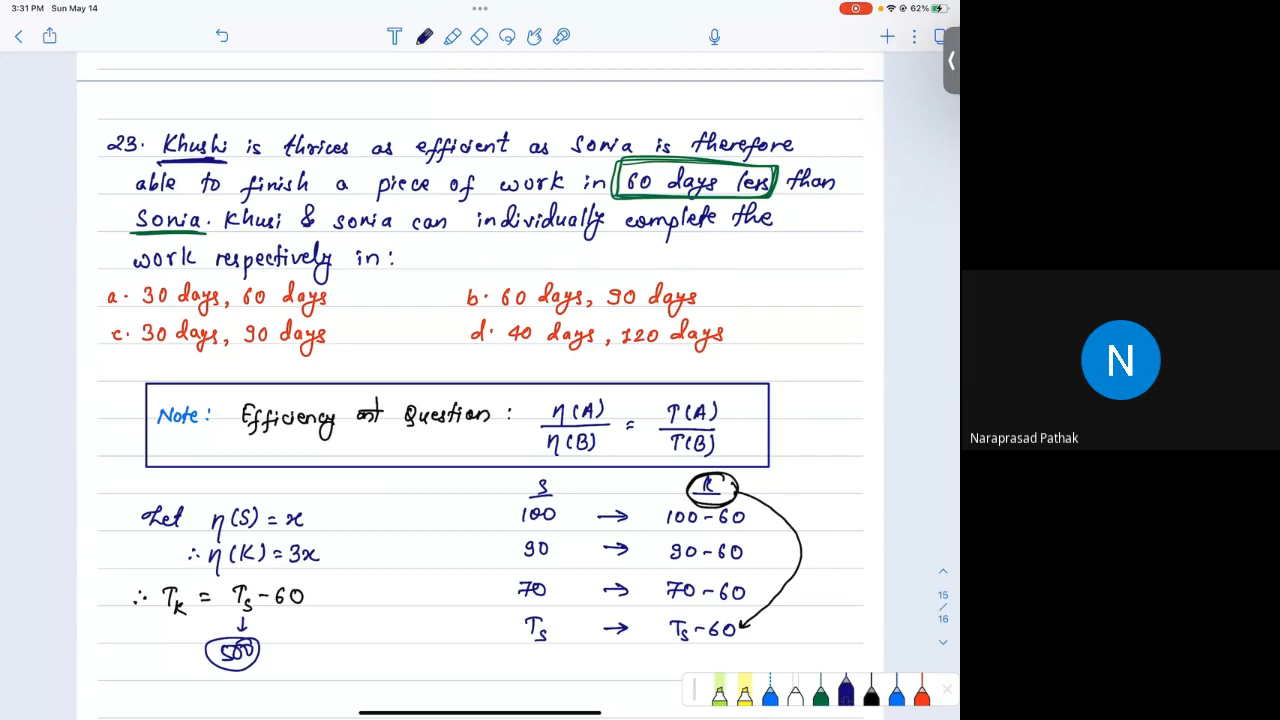 3:31 PM Sun May 14
62%
23. Khushi is thrices as efficient as Sonia is therefore
able to finish a piece of work in 60 days less than
Sonia. Khusi & sonia can individually complete the
work respectively in:
a. 30 days, 60 days
b. 60 days, 90 days
c. 30 days, 90 days
d. 40 days, 120 days
Note: Efficiency Question: η(A)/η(B) = T(A)/T(B)
S K
Let η(S) = x
100 → 100-60
∴ η(K) = 3x
90 → 90-60
∴ T_K = T_S - 60
70 → 70-60
↓
T_S → T_S-60
15
/
16
N
Naraprasad Pathak